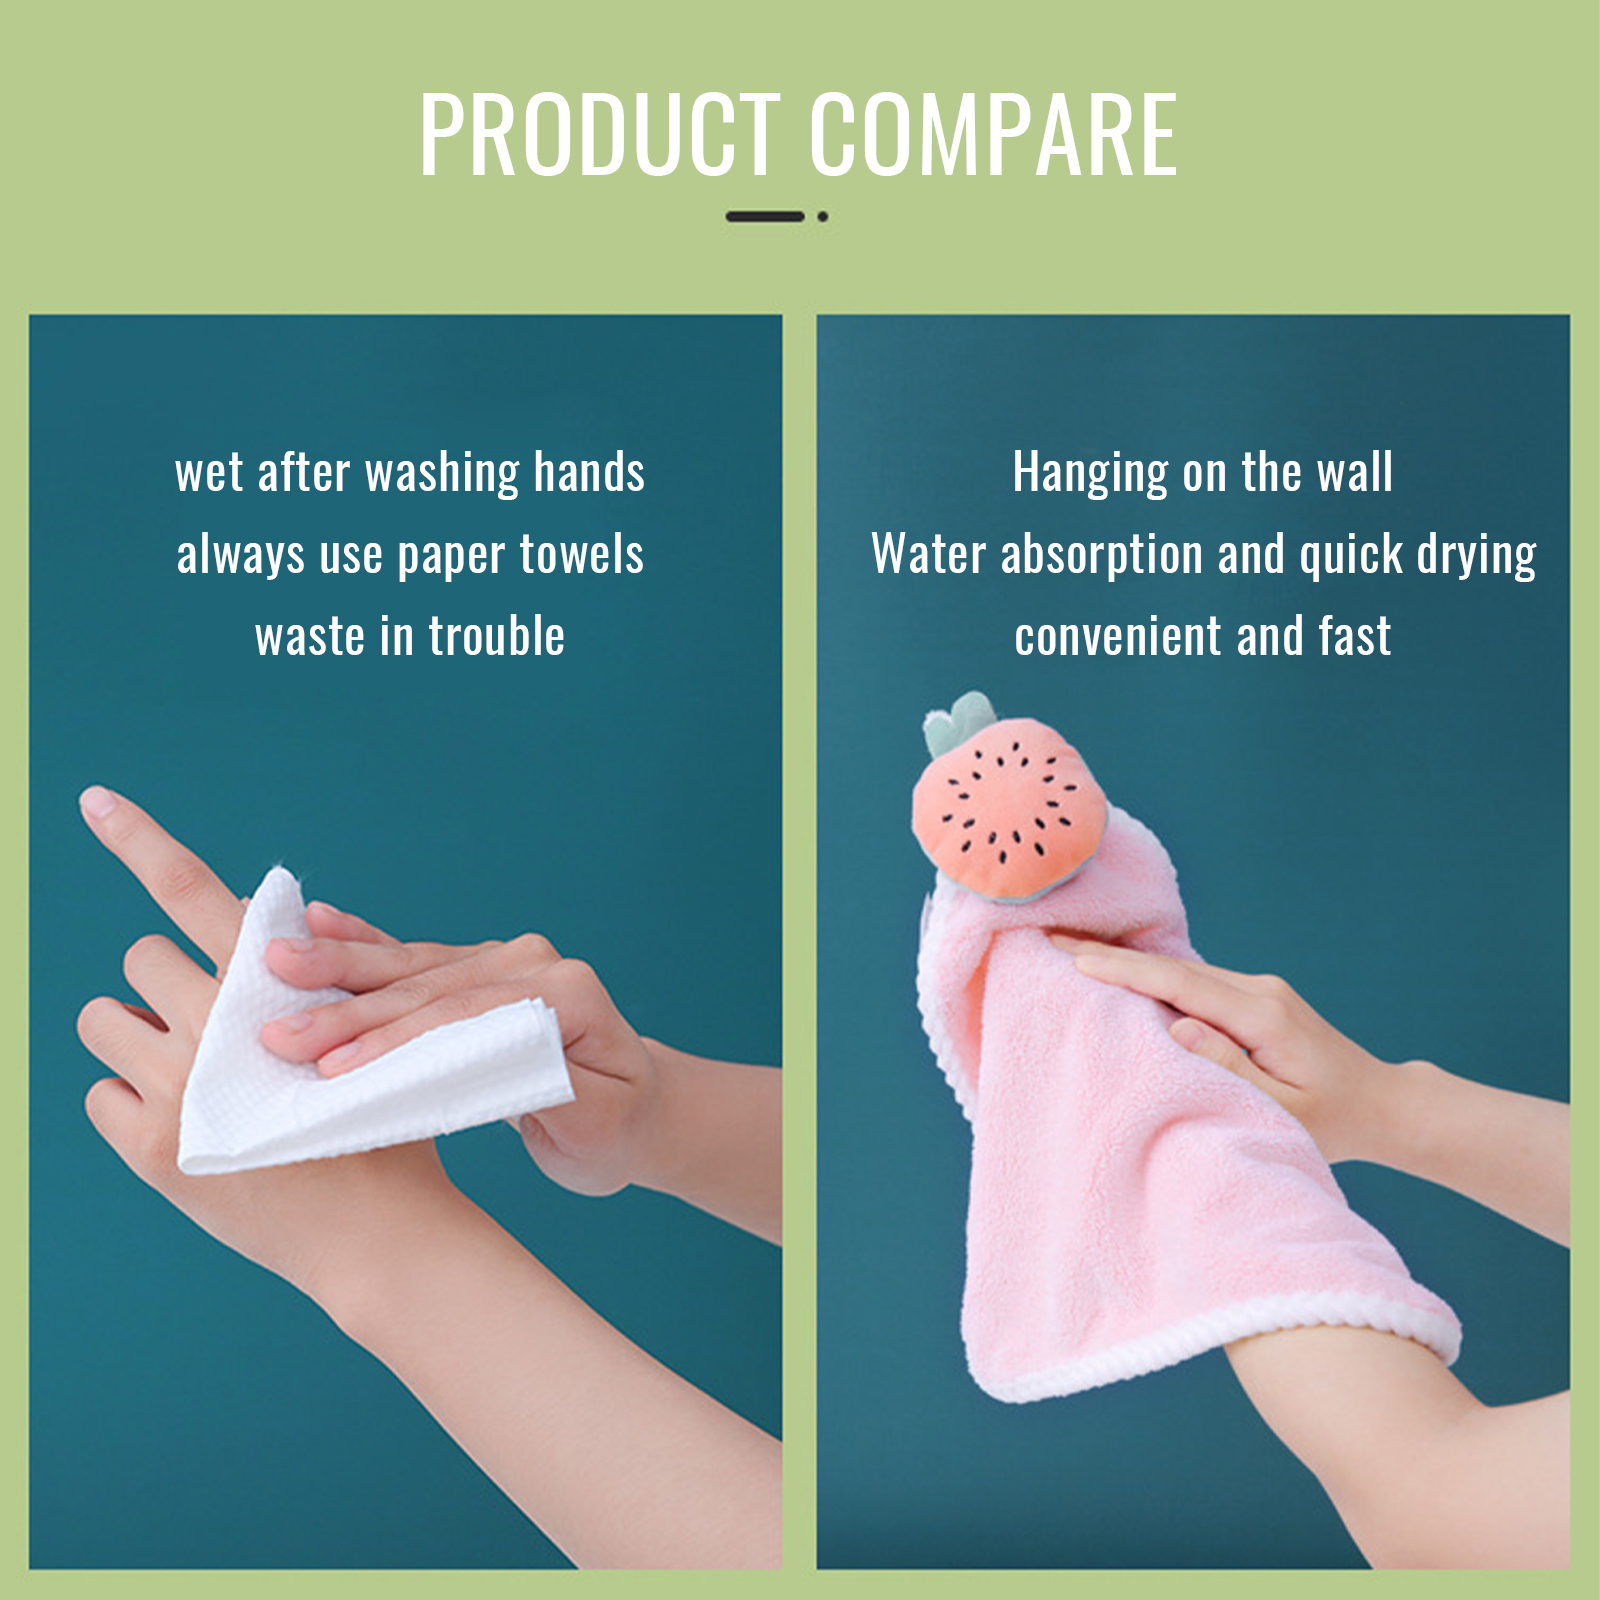 PRODUCT COMPARE
wet after washing hands
always use paper towels
waste in trouble
Hanging on the wall
Water absorption and quick drying
convenient and fast